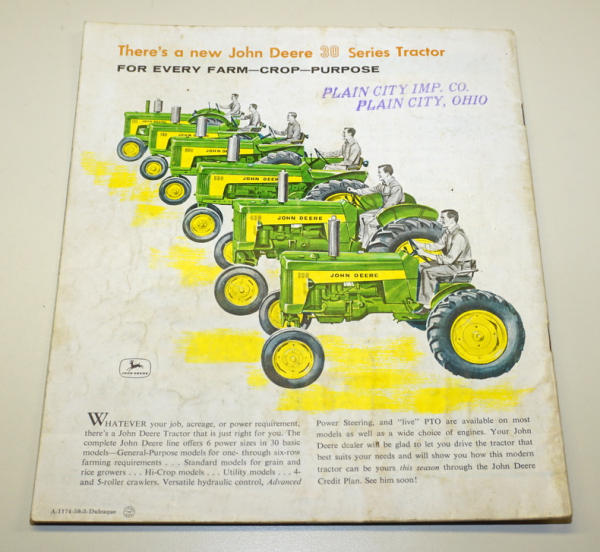 There's a new John Deere 30 Series Tractor
FOR EVERY FARM—CROP—PURPOSE
PLAIN CITY IMP. CO.
PLAIN CITY, OHIO
JOHN DEERE
JOHN DEERE
JOHN DEERE
WHATEVER your job, acreage, or power requirement,
there's a John Deere Tractor that is just right for you. The
complete John Deere line offers 6 power sizes in 30 basic
models—General-Purpose models for one- through six-row
farming requirements . . . Standard models for grain and
rice growers . . . Hi-Crop models . . . Utility models . . . 4-
and 5-roller crawlers. Versatile hydraulic control, Advanced
Power Steering, and "live" PTO are available on most
models as well as a wide choice of engines. Your John
Deere dealer will be glad to let you drive the tractor that
best suits your needs and will show you how this modern
tractor can be yours this season through the John Deere
Credit Plan. See him soon!
A-1174-58-3-Dubuque